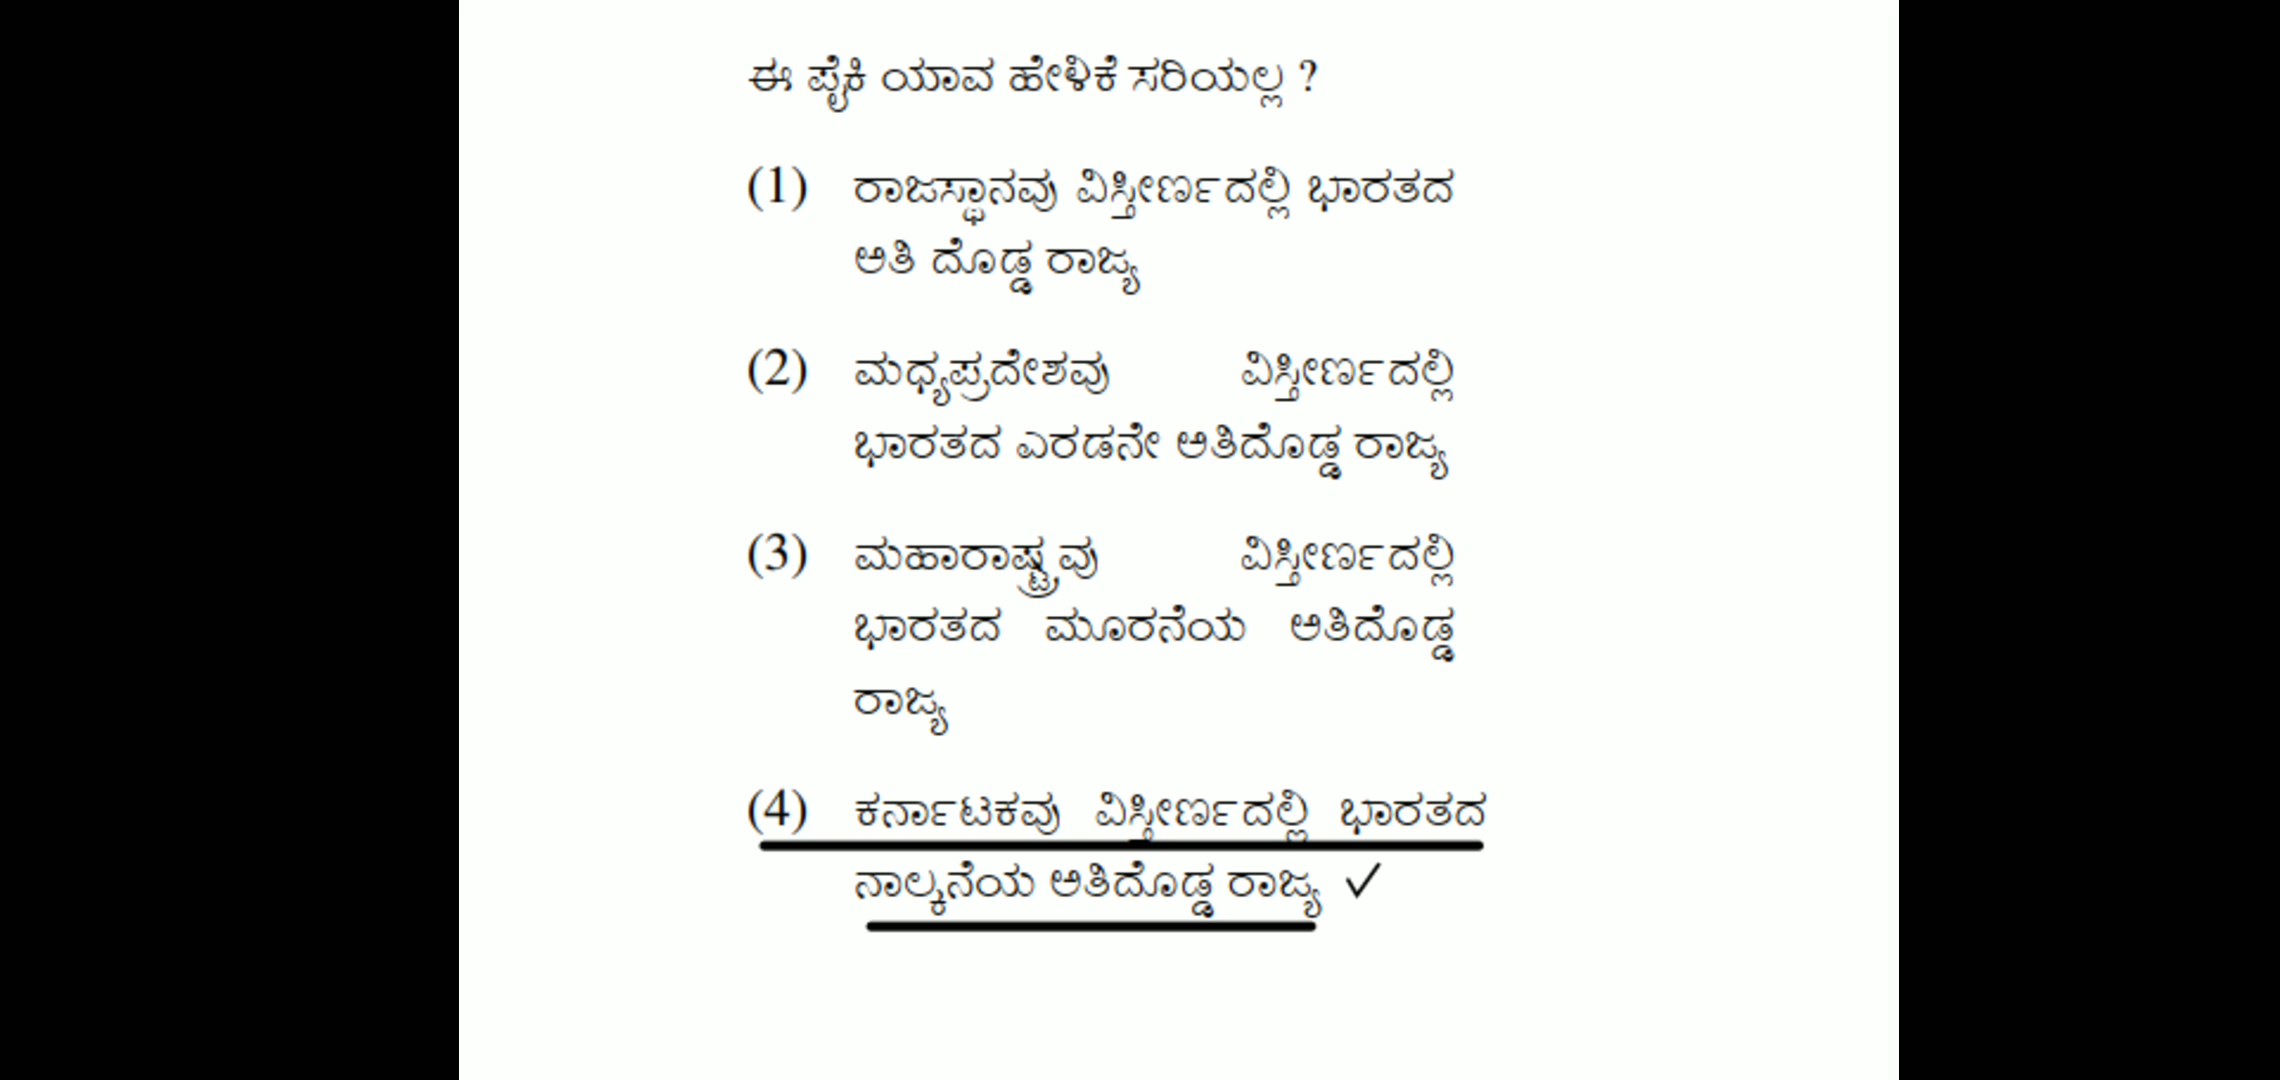 ಈ ಪೈಕಿ ಯಾವ ಹೇಳಿಕೆ ಸರಿಯಲ್ಲ ?
(1) ರಾಜಸ್ಥಾನವು ವಿಸ್ತೀರ್ಣದಲ್ಲಿ ಭಾರತದ
ಅತಿ ದೊಡ್ಡ ರಾಜ್ಯ
(2) ಮಧ್ಯಪ್ರದೇಶವು ವಿಸ್ತೀರ್ಣದಲ್ಲಿ
ಭಾರತದ ಎರಡನೇ ಅತಿದೊಡ್ಡ ರಾಜ್ಯ
(3) ಮಹಾರಾಷ್ಟ್ರವು ವಿಸ್ತೀರ್ಣದಲ್ಲಿ
ಭಾರತದ ಮೂರನೆಯ ಅತಿದೊಡ್ಡ
ರಾಜ್ಯ
(4) ಕರ್ನಾಟಕವು ವಿಸ್ತೀರ್ಣದಲ್ಲಿ ಭಾರತದ
ನಾಲ್ಕನೆಯ ಅತಿದೊಡ್ಡ ರಾಜ್ಯ ✓